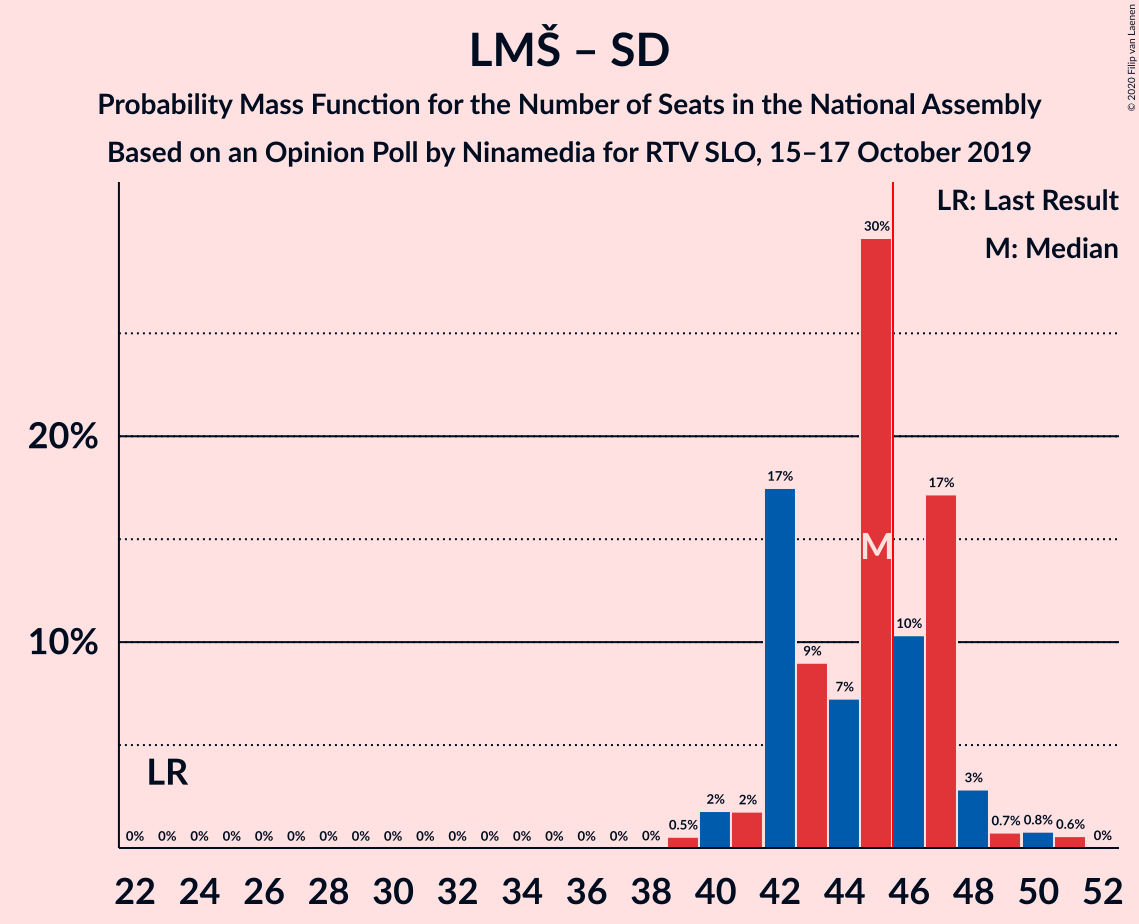 LMŠ – SD
Probability Mass Function for the Number of Seats in the National Assembly
Based on an Opinion Poll by Ninamedia for RTV SLO, 15–17 October 2019
© 2020 Filip van Laenen
LR: Last Result
M: Median
20%
10%
LR
M
0% 0% 0% 0% 0% 0% 0% 0% 0% 0% 0% 0% 0% 0% 0% 0% 0% 0.5% 2% 2% 17% 9% 7% 30% 10% 17% 3% 0.7% 0.8% 0.6% 0%
22 24 26 28 30 32 34 36 38 40 42 44 46 48 50 52